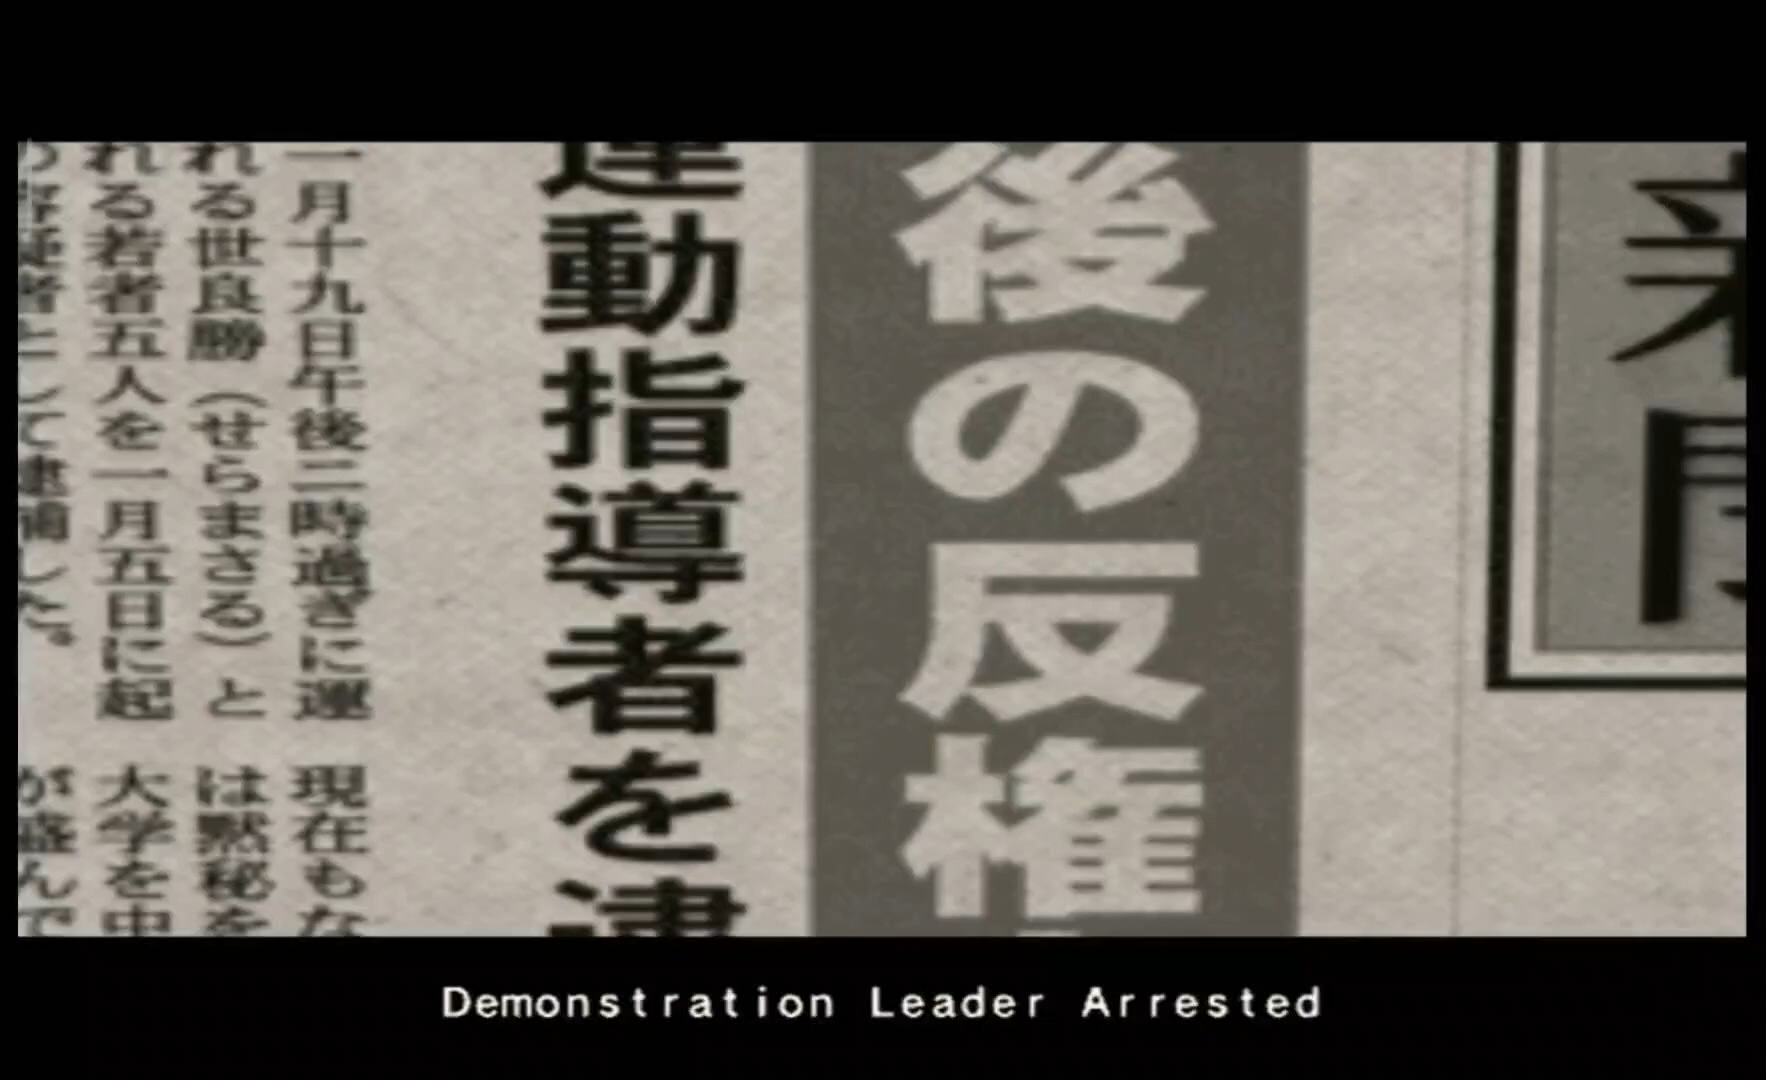 新聞
後の反権
運動指導者を逮
一月十九日午後二時過ぎに運
れる世良勝（せらまさる）と
れる若者五人を一月五日に起
疑者として逮捕した。
現在もな
は黙秘を
大学を中
が盛んで
Demonstration Leader Arrested